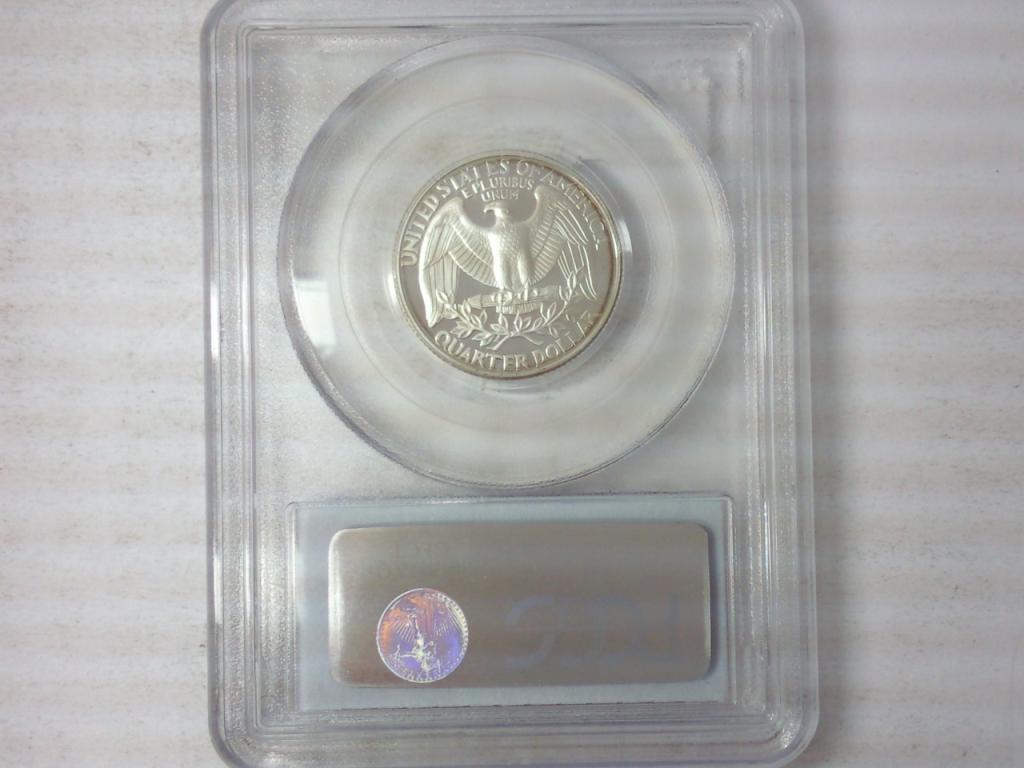 UNITED STATES OF AMERICA
E PLURIBUS
UNUM
QUARTER DOLLAR